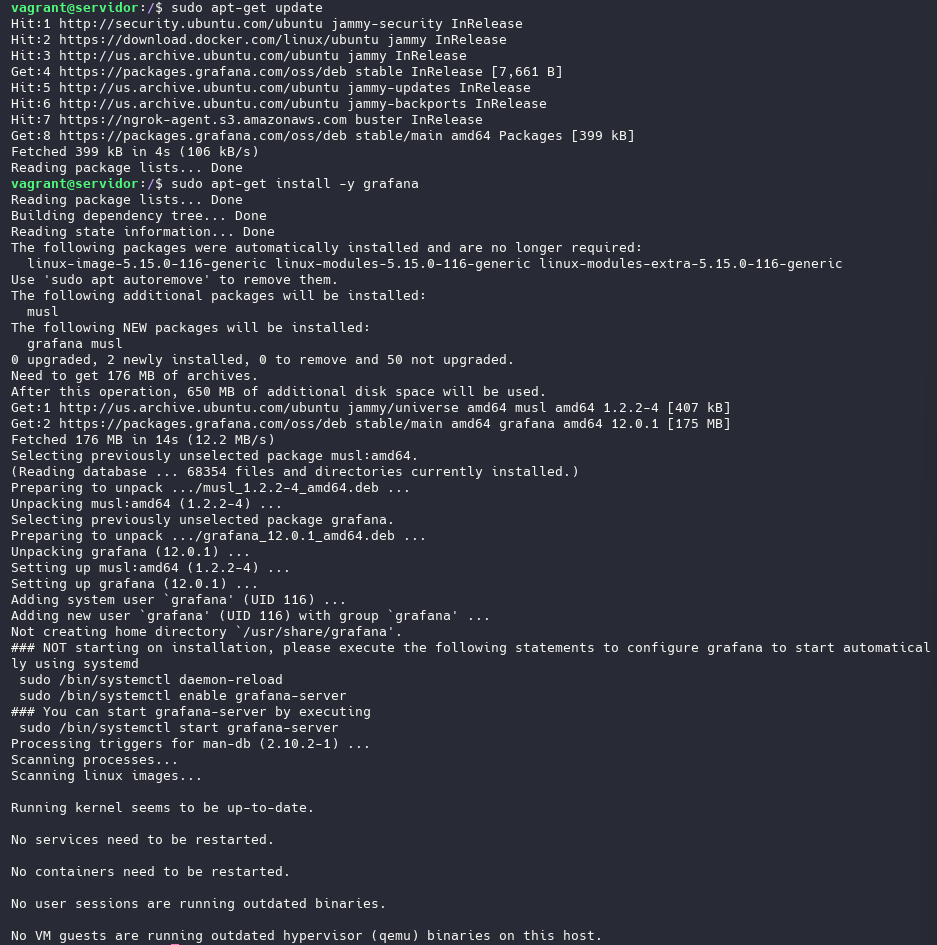 vagrant@servidor:/$ sudo apt-get update
Hit:1 http://security.ubuntu.com/ubuntu jammy-security InRelease
Hit:2 https://download.docker.com/linux/ubuntu jammy InRelease
Hit:3 http://us.archive.ubuntu.com/ubuntu jammy InRelease
Get:4 https://packages.grafana.com/oss/deb stable InRelease [7,661 B]
Hit:5 http://us.archive.ubuntu.com/ubuntu jammy-updates InRelease
Hit:6 http://us.archive.ubuntu.com/ubuntu jammy-backports InRelease
Hit:7 https://ngrok-agent.s3.amazonaws.com buster InRelease
Get:8 https://packages.grafana.com/oss/deb stable/main amd64 Packages [399 kB]
Fetched 399 kB in 4s (106 kB/s)
Reading package lists... Done
vagrant@servidor:/$ sudo apt-get install -y grafana
Reading package lists... Done
Building dependency tree... Done
Reading state information... Done
The following packages were automatically installed and are no longer required:
  linux-image-5.15.0-116-generic linux-modules-5.15.0-116-generic linux-modules-extra-5.15.0-116-generic
Use 'sudo apt autoremove' to remove them.
The following additional packages will be installed:
  musl
The following NEW packages will be installed:
  grafana musl
0 upgraded, 2 newly installed, 0 to remove and 50 not upgraded.
Need to get 176 MB of archives.
After this operation, 650 MB of additional disk space will be used.
Get:1 http://us.archive.ubuntu.com/ubuntu jammy/universe amd64 musl amd64 1.2.2-4 [407 kB]
Get:2 https://packages.grafana.com/oss/deb stable/main amd64 grafana amd64 12.0.1 [175 MB]
Fetched 176 MB in 14s (12.2 MB/s)
Selecting previously unselected package musl:amd64.
(Reading database ... 68354 files and directories currently installed.)
Preparing to unpack .../musl_1.2.2-4_amd64.deb ...
Unpacking musl:amd64 (1.2.2-4) ...
Selecting previously unselected package grafana.
Preparing to unpack .../grafana_12.0.1_amd64.deb ...
Unpacking grafana (12.0.1) ...
Setting up musl:amd64 (1.2.2-4) ...
Setting up grafana (12.0.1) ...
Adding system user `grafana' (UID 116) ...
Adding new user `grafana' (UID 116) with group `grafana' ...
Not creating home directory `/usr/share/grafana'.
### NOT starting on installation, please execute the following statements to configure grafana to start automatical
ly using systemd
 sudo /bin/systemctl daemon-reload
 sudo /bin/systemctl enable grafana-server
### You can start grafana-server by executing
 sudo /bin/systemctl start grafana-server
Processing triggers for man-db (2.10.2-1) ...
Scanning processes...
Scanning linux images...
Running kernel seems to be up-to-date.
No services need to be restarted.
No containers need to be restarted.
No user sessions are running outdated binaries.
No VM guests are running outdated hypervisor (qemu) binaries on this host.